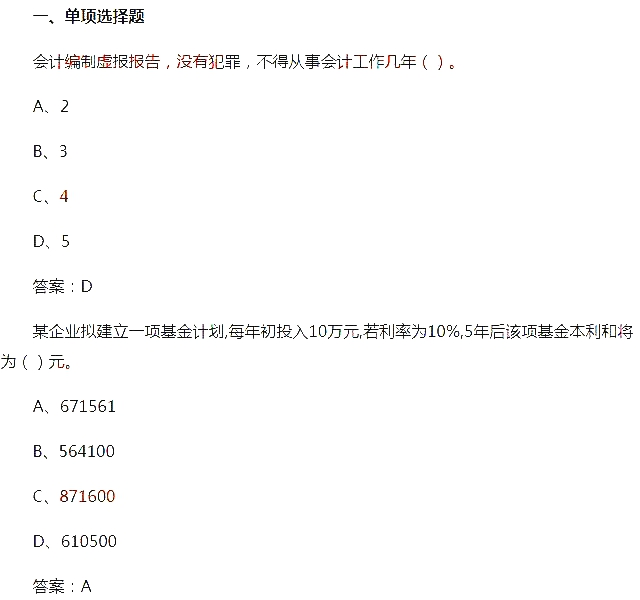 一、单项选择题
会计编制虚报报告，没有犯罪，不得从事会计工作几年（ ）。
A、2
B、3
C、4
D、5
答案：D
某企业拟建立一项基金计划,每年初投入10万元,若利率为10%,5年后该项基金本利和将
为（ ）元。
A、671561
B、564100
C、871600
D、610500
答案：A